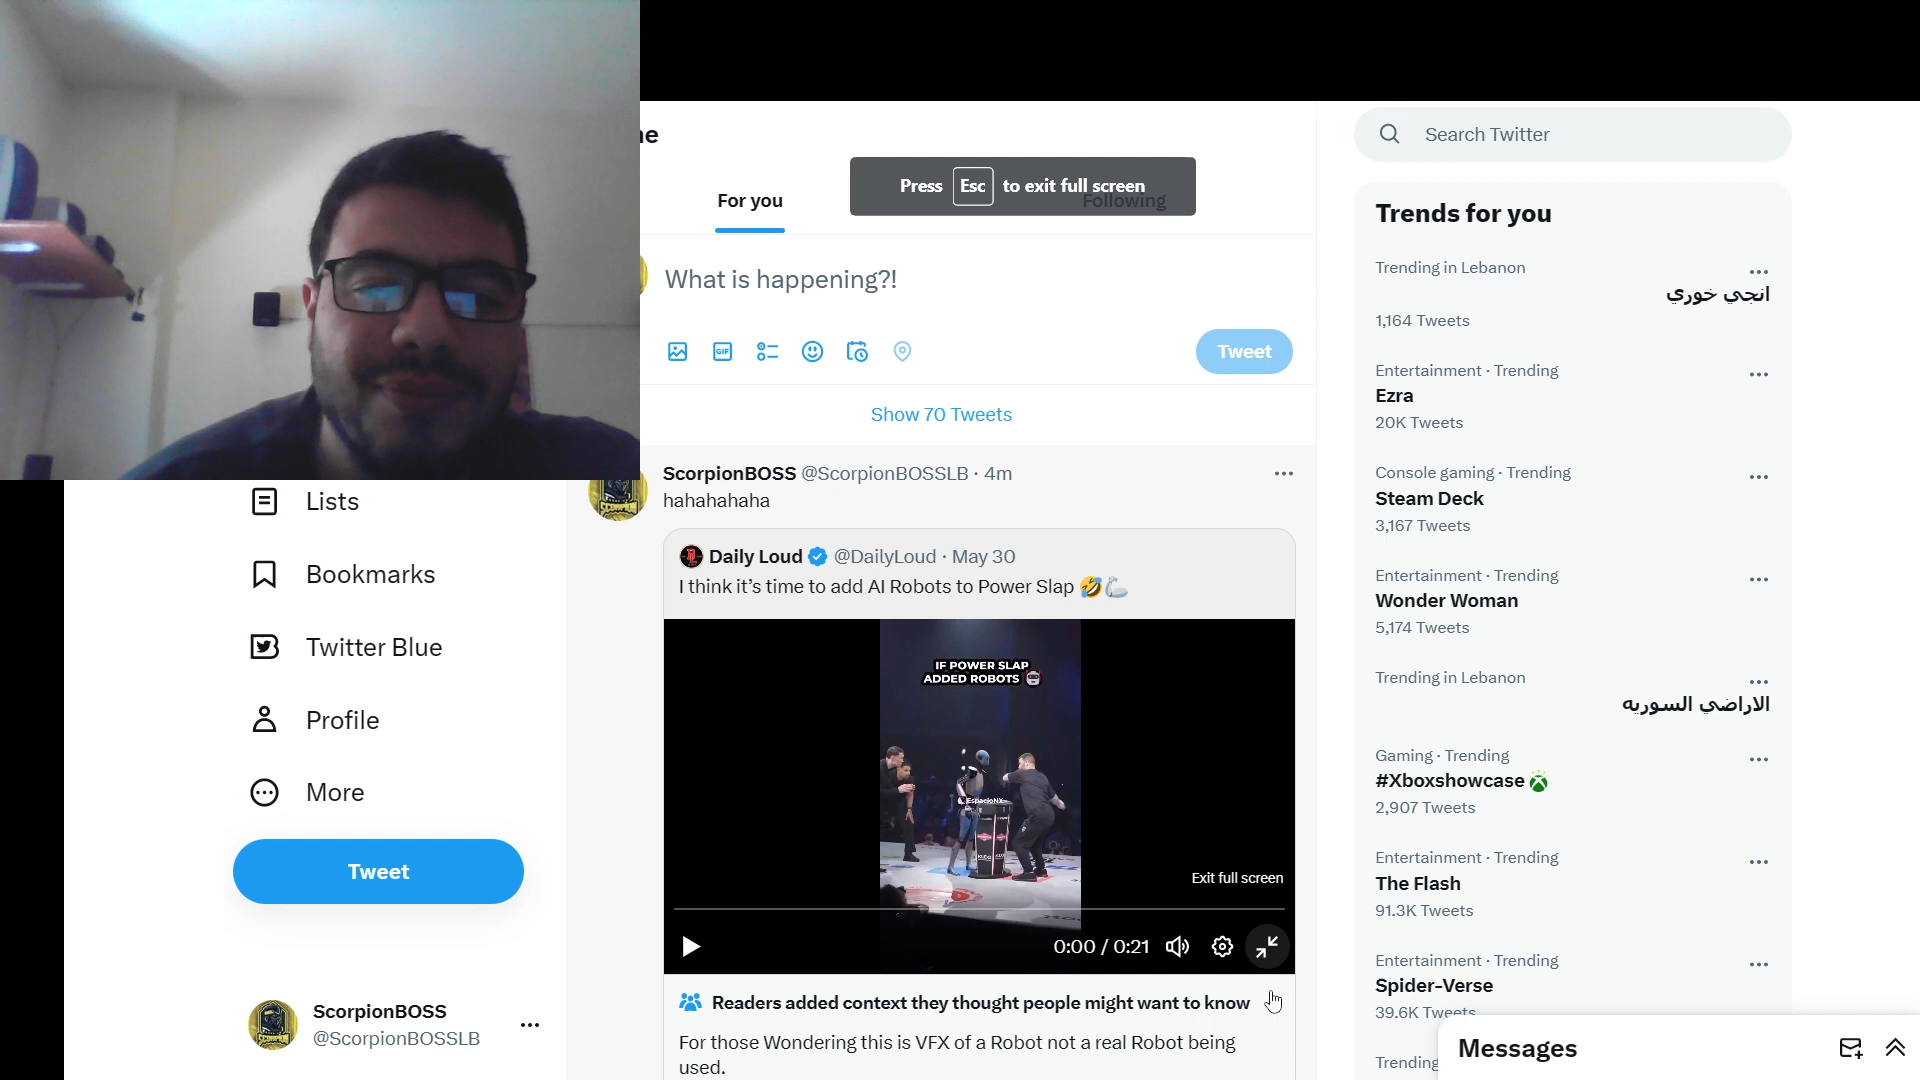 For you
Press Esc to exit full screen
Following
What is happening?!
GIF
Tweet
Show 70 Tweets
ScorpionBOSS @ScorpionBOSSLB · 4m
hahahahaha
Daily Loud @DailyLoud · May 30
I think it's time to add AI Robots to Power Slap 🤣🦾
IF POWER SLAP
ADDED ROBOTS
EspacioNX
Exit full screen
0:00 / 0:21
Readers added context they thought people might want to know
For those Wondering this is VFX of a Robot not a real Robot being
used.
Lists
Bookmarks
Twitter Blue
Profile
More
Tweet
ScorpionBOSS
@ScorpionBOSSLB
Search Twitter
Trends for you
Trending in Lebanon
انجي خوري
1,164 Tweets
Entertainment · Trending
Ezra
20K Tweets
Console gaming · Trending
Steam Deck
3,167 Tweets
Entertainment · Trending
Wonder Woman
5,174 Tweets
Trending in Lebanon
الاراضي السوريه
Gaming · Trending
#Xboxshowcase
2,907 Tweets
Entertainment · Trending
The Flash
91.3K Tweets
Entertainment · Trending
Spider-Verse
39.6K Tweets
Trending
Messages